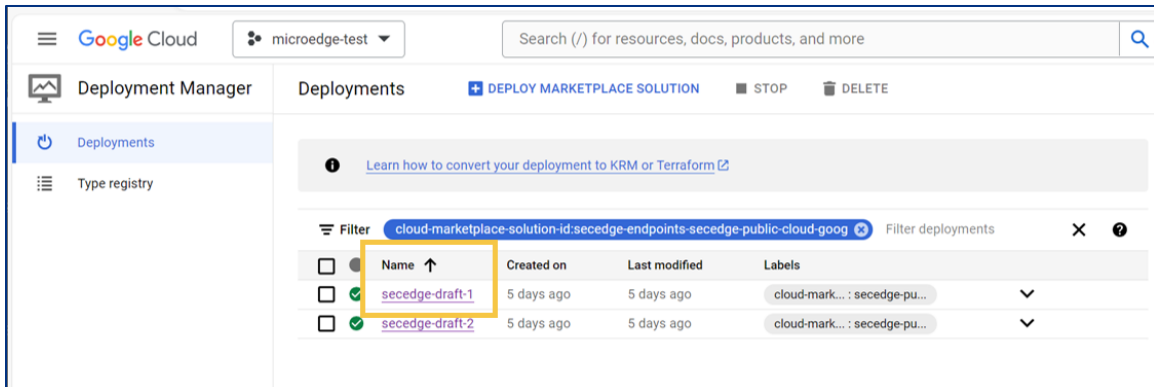 Google Cloud
microedge-test
Search (/) for resources, docs, products, and more
Deployment Manager
Deployments
DEPLOY MARKETPLACE SOLUTION
STOP
DELETE
Deployments
Type registry
Learn how to convert your deployment to KRM or Terraform
Filter
cloud-marketplace-solution-id:secedge-endpoints-secedge-public-cloud-goog
Filter deployments
Name Created on Last modified Labels
secedge-draft-1 5 days ago 5 days ago cloud-mark... : secedge-pu...
secedge-draft-2 5 days ago 5 days ago cloud-mark... : secedge-pu...